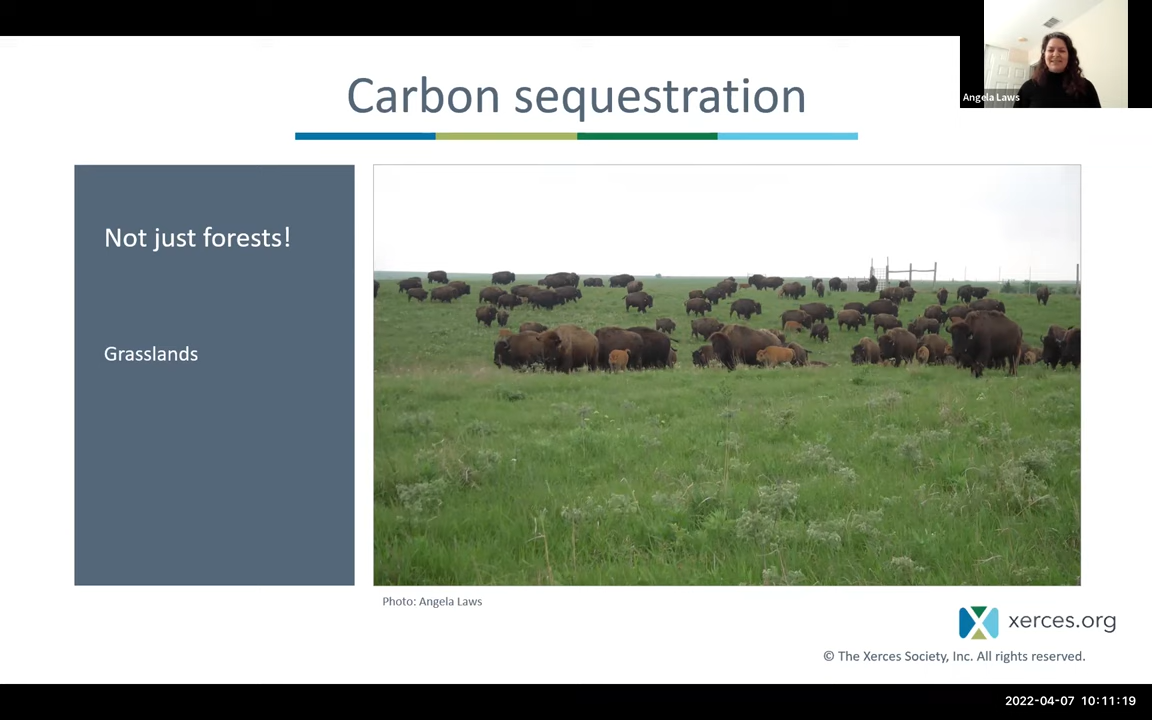 Carbon sequestration
Angela Laws
Not just forests!
Grasslands
Photo: Angela Laws
xerces.org
© The Xerces Society, Inc. All rights reserved.
2022-04-07 10:11:19